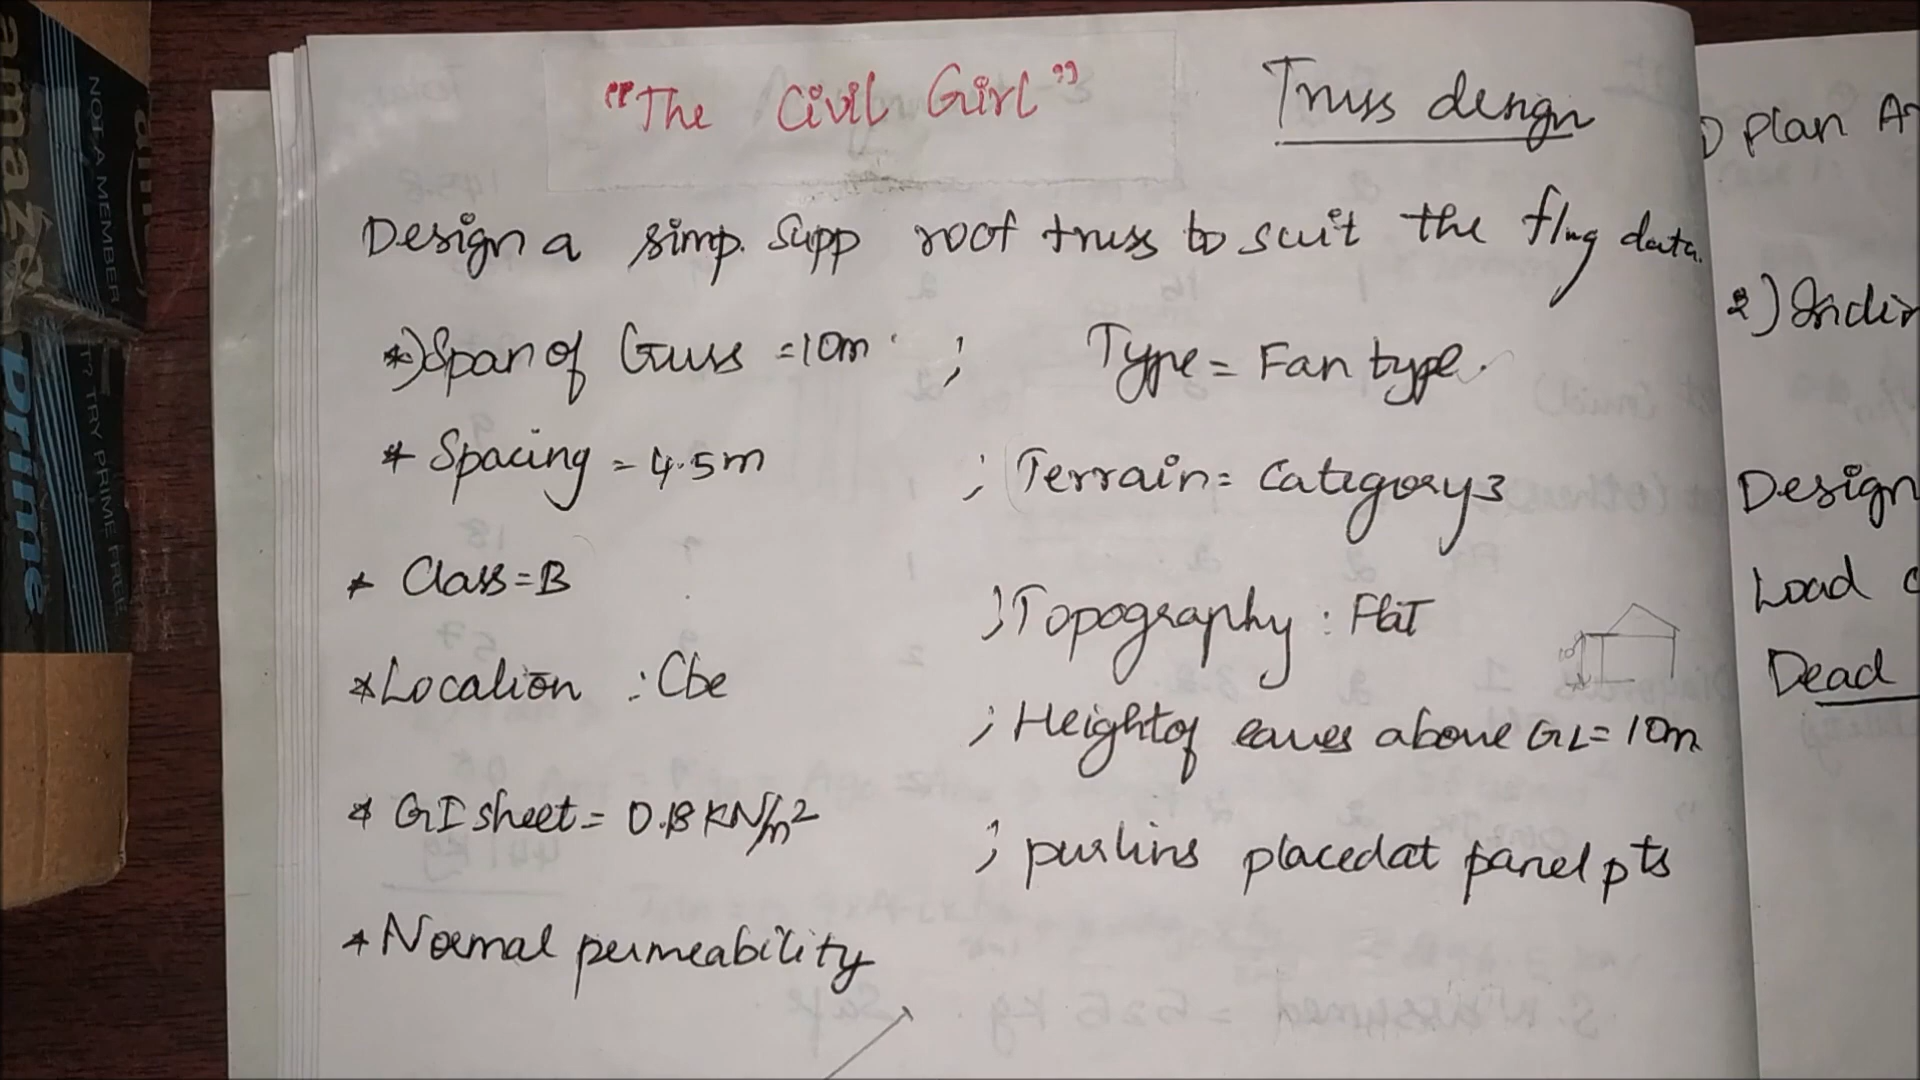 "The Civil Girl"
Truss design
Design a simp. supp roof truss to suit the flwg data.
*) Span of truss = 10m ; Type = Fan type.
* Spacing = 4.5m ; Terrain = Category 3
* Class = B ; Topography : Flat
* Location : Cbe ; Height of eaves above GL = 10m
* GI sheet = 0.18 KN/m2 ; purlins placed at panel pts
* Normal permeability
plan
2)
Design
Load
Dead
amazon
prime
NOT A MEMBER
TRY PRIME FREE